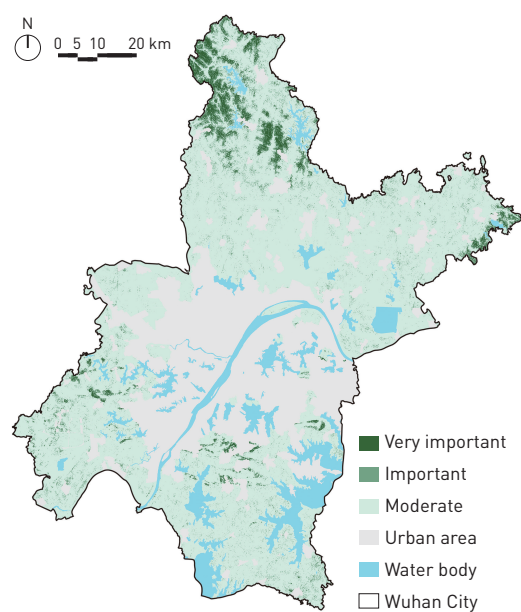 N
0 5 10 20 km
Very important
Important
Moderate
Urban area
Water body
Wuhan City